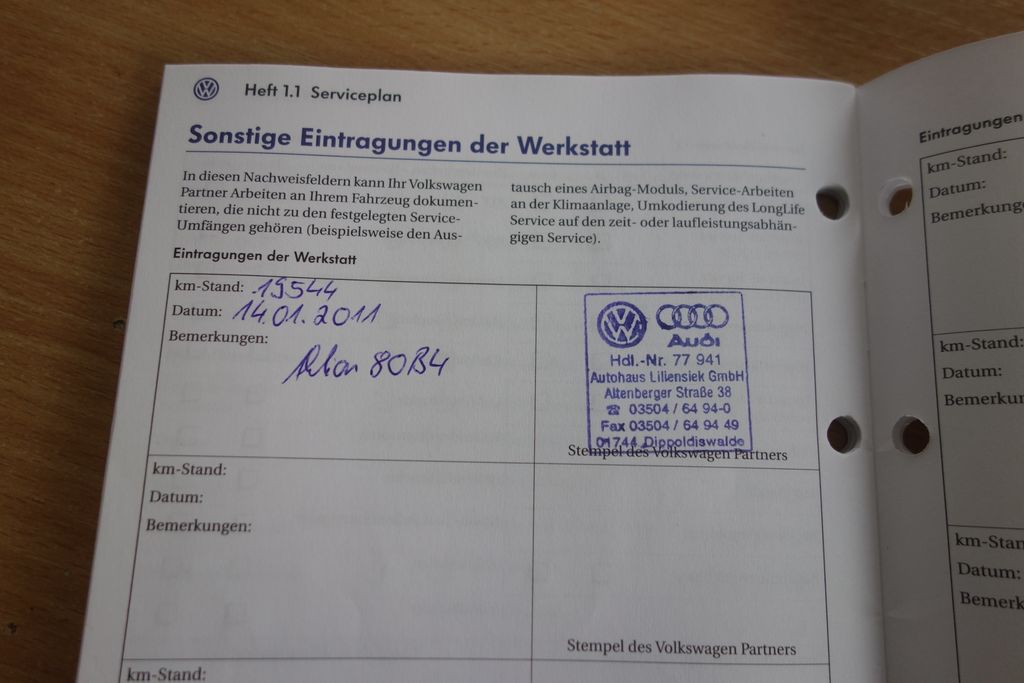 Heft 1.1 Serviceplan
Sonstige Eintragungen der Werkstatt
In diesen Nachweisfeldern kann Ihr Volkswagen
Partner Arbeiten an Ihrem Fahrzeug dokumen-
tieren, die nicht zu den festgelegten Service-
Umfängen gehören (beispielsweise den Aus-
tausch eines Airbag-Moduls, Service-Arbeiten
an der Klimaanlage, Umkodierung des LongLife
Service auf den zeit- oder laufleistungsabhän-
gigen Service).
Eintragungen der Werkstatt
km-Stand: 19544
Datum: 14.01.2011
Bemerkungen:
80B4
Audi
Hdl.-Nr. 77 941
Autohaus Liliensiek GmbH
Altenberger Straße 38
☎ 03504 / 64 94-0
Fax 03504 / 64 94 49
01744 Dippoldiswalde
Stempel des Volkswagen Partners
km-Stand:
Datum:
Bemerkungen:
Stempel des Volkswagen Partners
km-Stand:
Eintragungen
km-Stand:
Datum:
Bemerkung
km-Stand:
Datum:
Bemerkun
km-Stan
Datum:
Bemerk